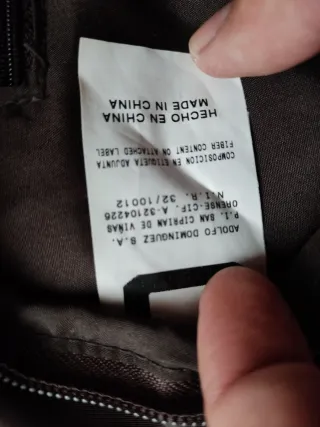 ADOLFO DOMINGUEZ S.A.
P.I. SAN CIPRIAN DE VIÑAS
ORENSE-CIF. A-32104226
N.I.R. 32/10012
COMPOSICION EN ETIQUETA ADJUNTA
FIBER CONTENT ON ATTACHED LABEL
HECHO EN CHINA
MADE IN CHINA